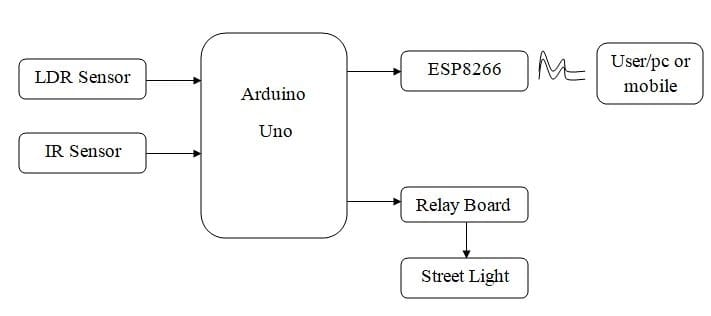 LDR Sensor
IR Sensor
Arduino
Uno
ESP8266
User/pc or
mobile
Relay Board
Street Light